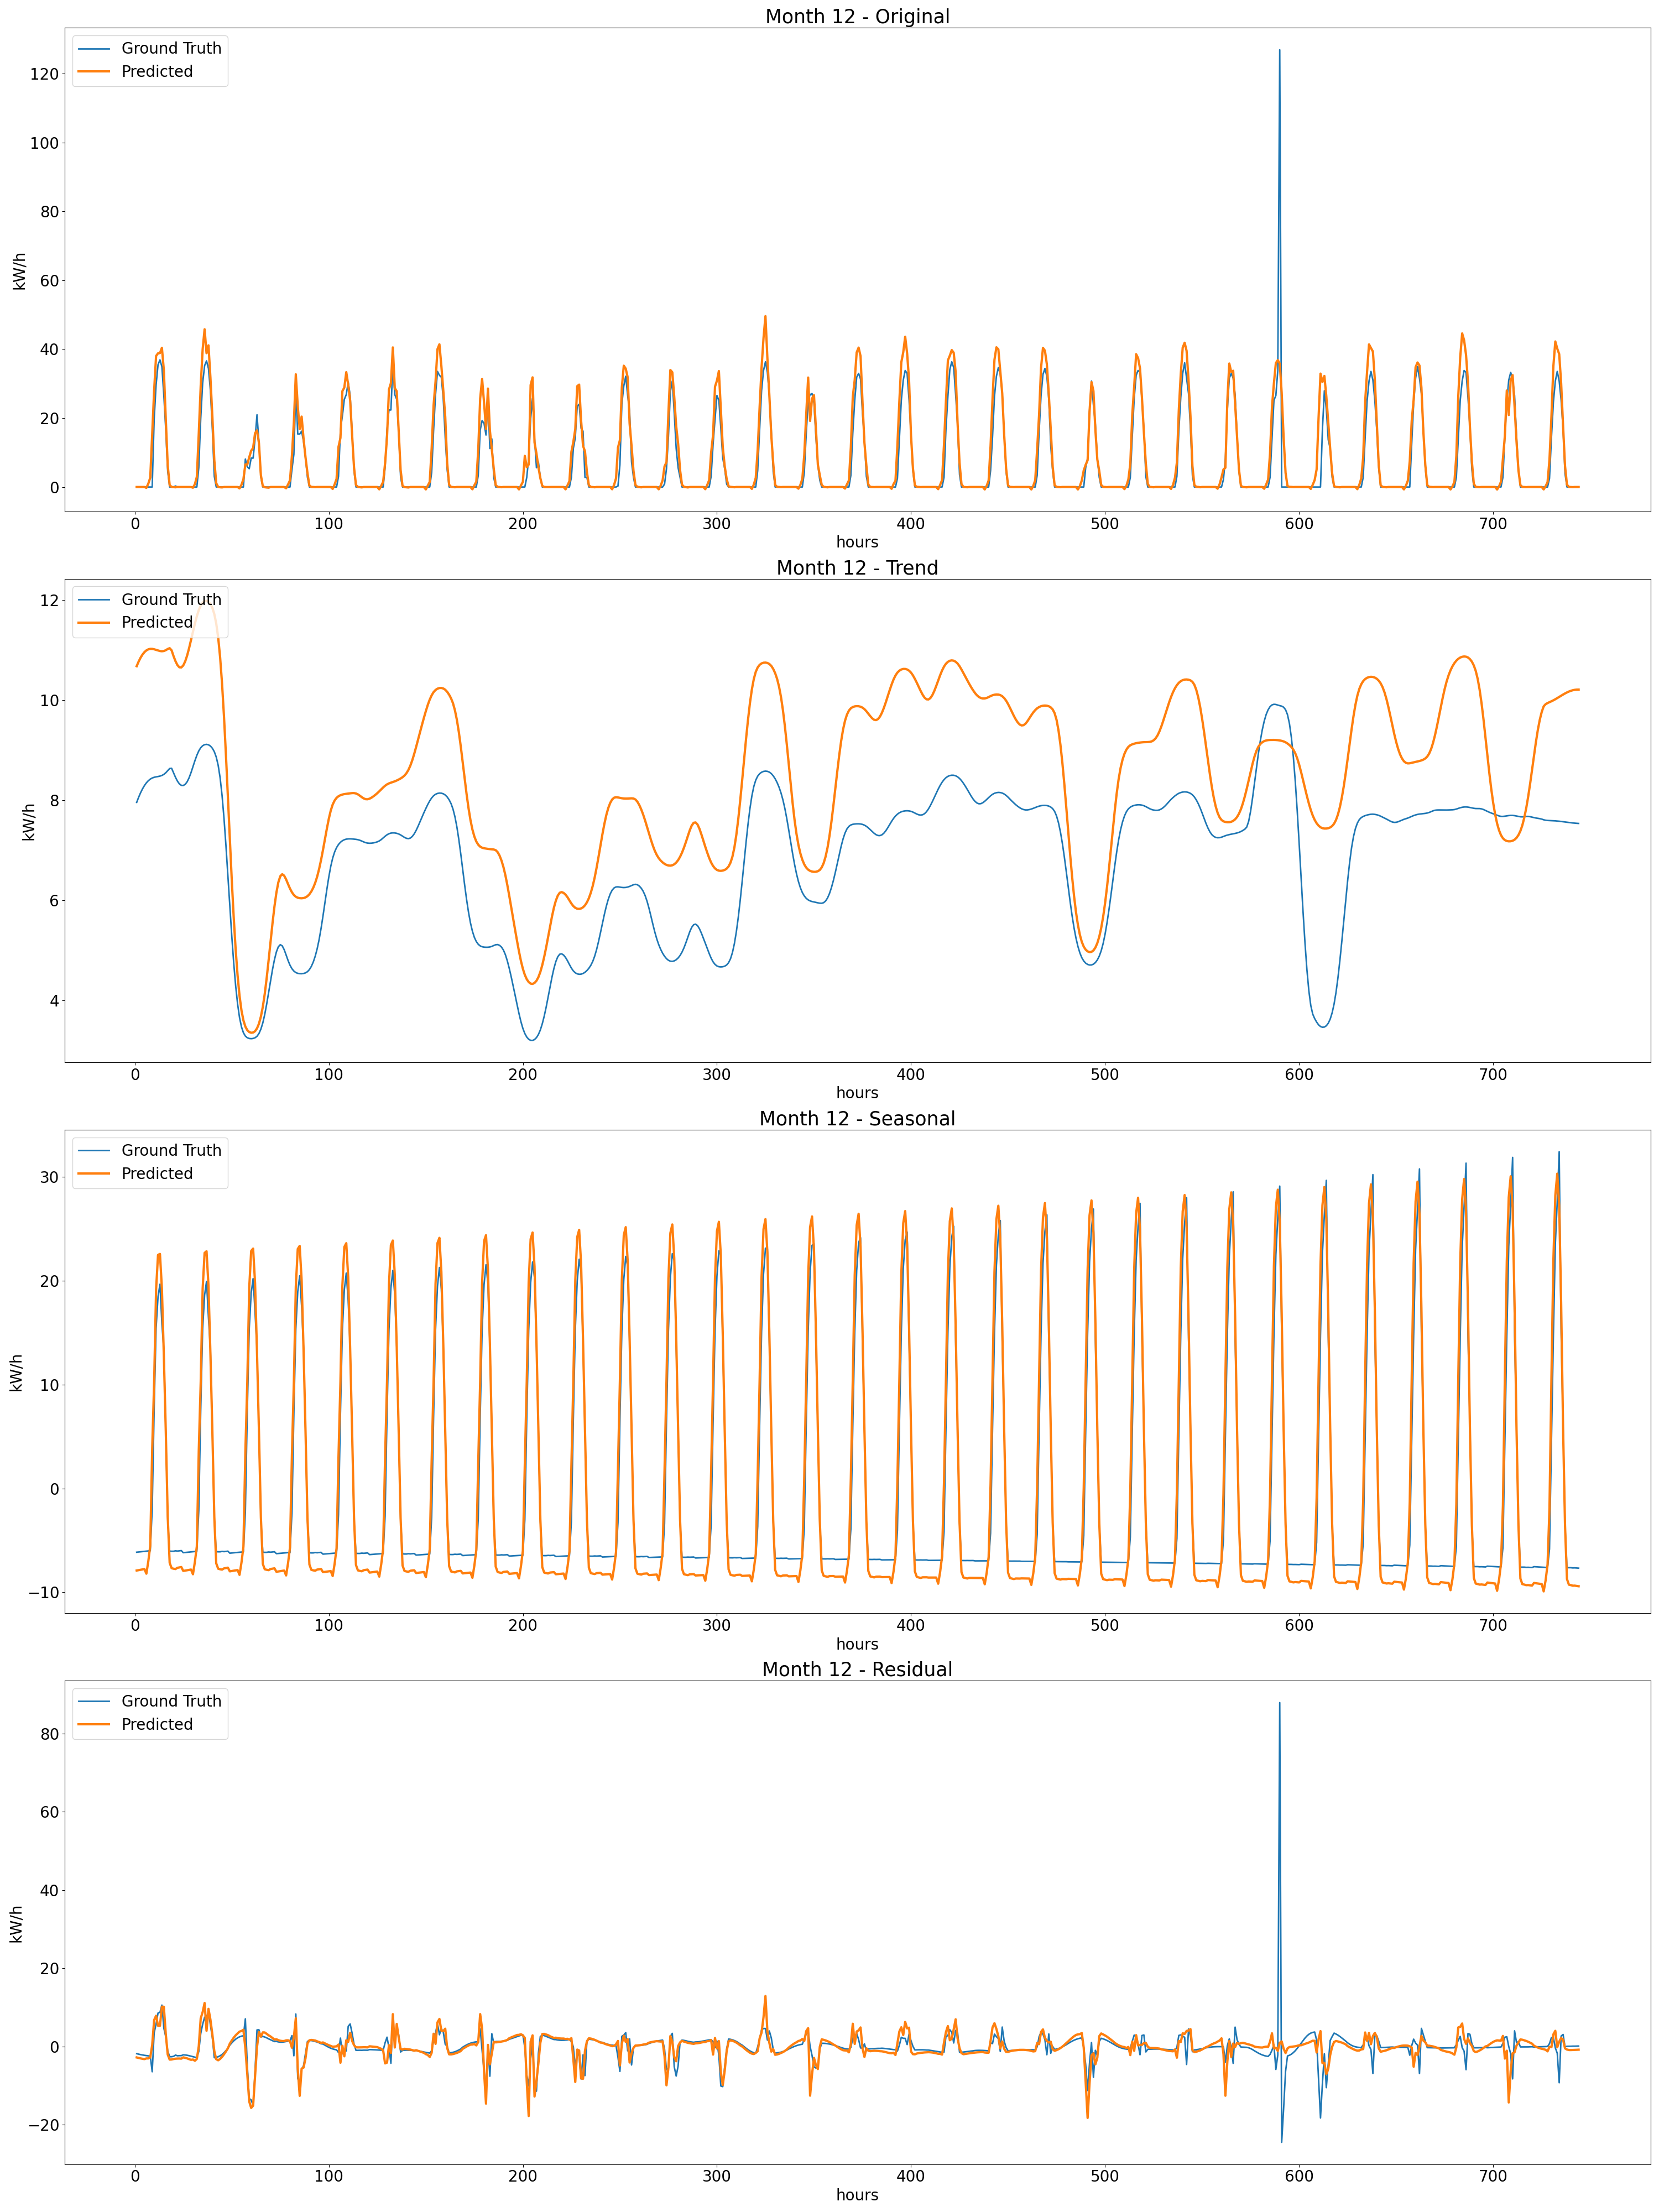 Month 12 - Original
Ground Truth
Predicted
120
100
80
60
40
20
0
kW/h
0 100 200 300 400 500 600 700
hours
Month 12 - Trend
Ground Truth
Predicted
12
10
8
6
4
kW/h
0 100 200 300 400 500 600 700
hours
Month 12 - Seasonal
Ground Truth
Predicted
30
20
10
0
−10
kW/h
0 100 200 300 400 500 600 700
hours
Month 12 - Residual
Ground Truth
Predicted
80
60
40
20
0
−20
kW/h
0 100 200 300 400 500 600 700
hours